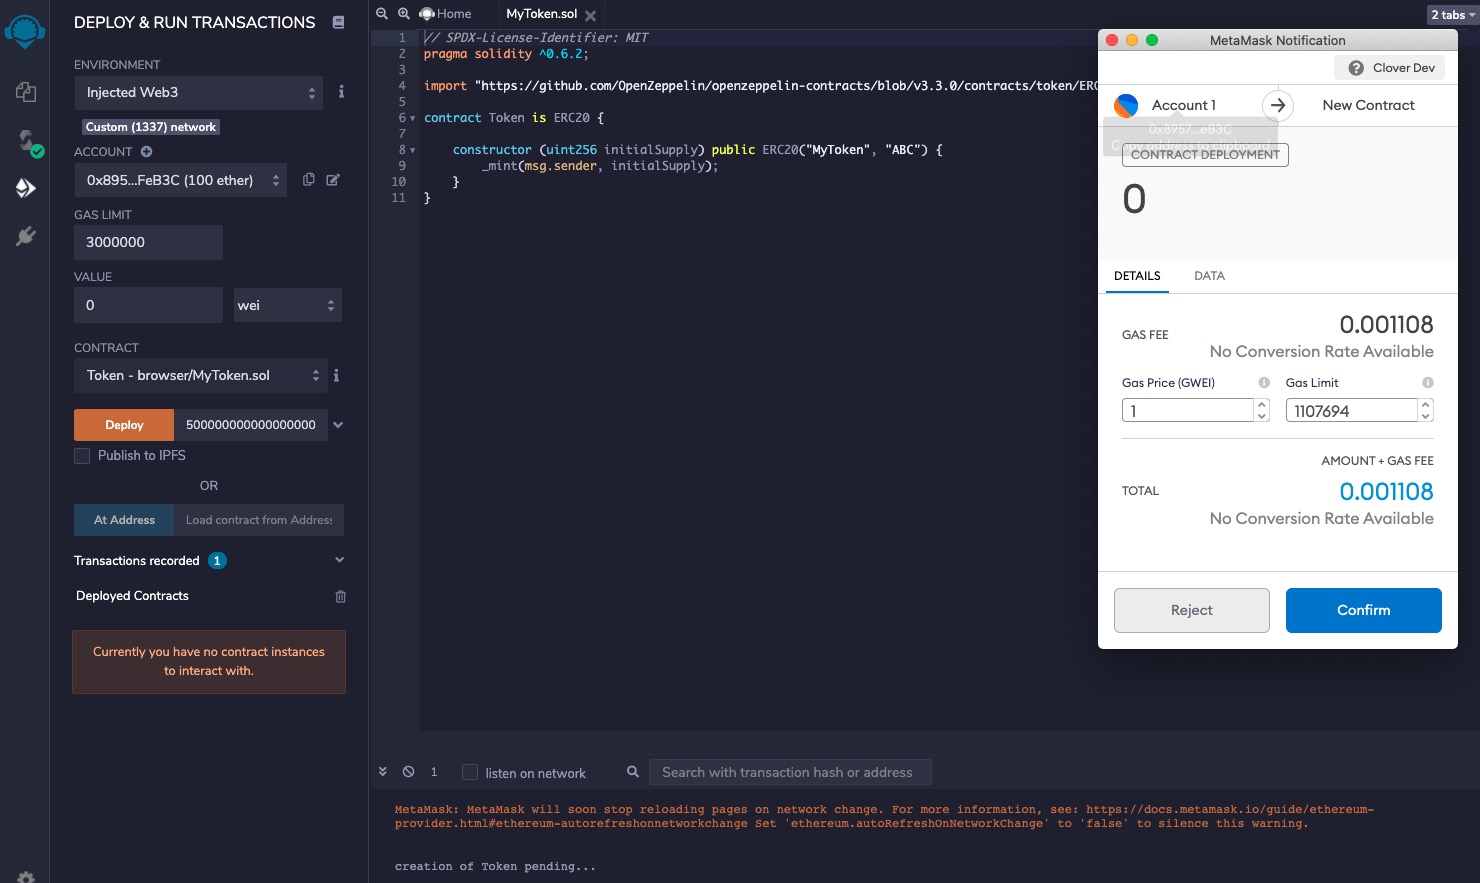 DEPLOY & RUN TRANSACTIONS
ENVIRONMENT
Injected Web3
Custom (1337) network
ACCOUNT
0x895...FeB3C (100 ether)
GAS LIMIT
3000000
VALUE
0
wei
CONTRACT
Token - browser/MyToken.sol
Deploy
500000000000000000
Publish to IPFS
OR
At Address
Load contract from Address
Transactions recorded
1
Deployed Contracts
Currently you have no contract instances
to interact with.
Home
MyToken.sol
2 tabs
1 // SPDX-License-Identifier: MIT
2 pragma solidity ^0.6.2;
3
4 import "https://github.com/OpenZeppelin/openzeppelin-contracts/blob/v3.3.0/contracts/token/ERC
5
6 contract Token is ERC20 {
7
8 constructor (uint256 initialSupply) public ERC20("MyToken", "ABC") {
9 _mint(msg.sender, initialSupply);
10 }
11 }
MetaMask Notification
Clover Dev
Account 1
New Contract
0x8957...eB3C
Copy address to clipboard
CONTRACT DEPLOYMENT
0
DETAILS
DATA
GAS FEE
0.001108
No Conversion Rate Available
Gas Price (GWEI)
Gas Limit
1
1107694
AMOUNT + GAS FEE
TOTAL
0.001108
No Conversion Rate Available
Reject
Confirm
1
listen on network
Search with transaction hash or address
MetaMask: MetaMask will soon stop reloading pages on network change. For more information, see: https://docs.metamask.io/guide/ethereum-
provider.html#ethereum-autorefreshonnetworkchange Set 'ethereum.autoRefreshOnNetworkChange' to 'false' to silence this warning.
creation of Token pending...